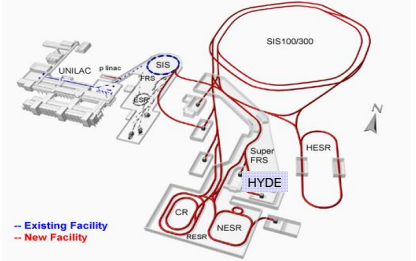 SIS100/300
UNILAC
p linac
SIS
FRS
ESR
N
Super
FRS
HESR
HYDE
CR
RESR
NESR
-- Existing Facility
-- New Facility